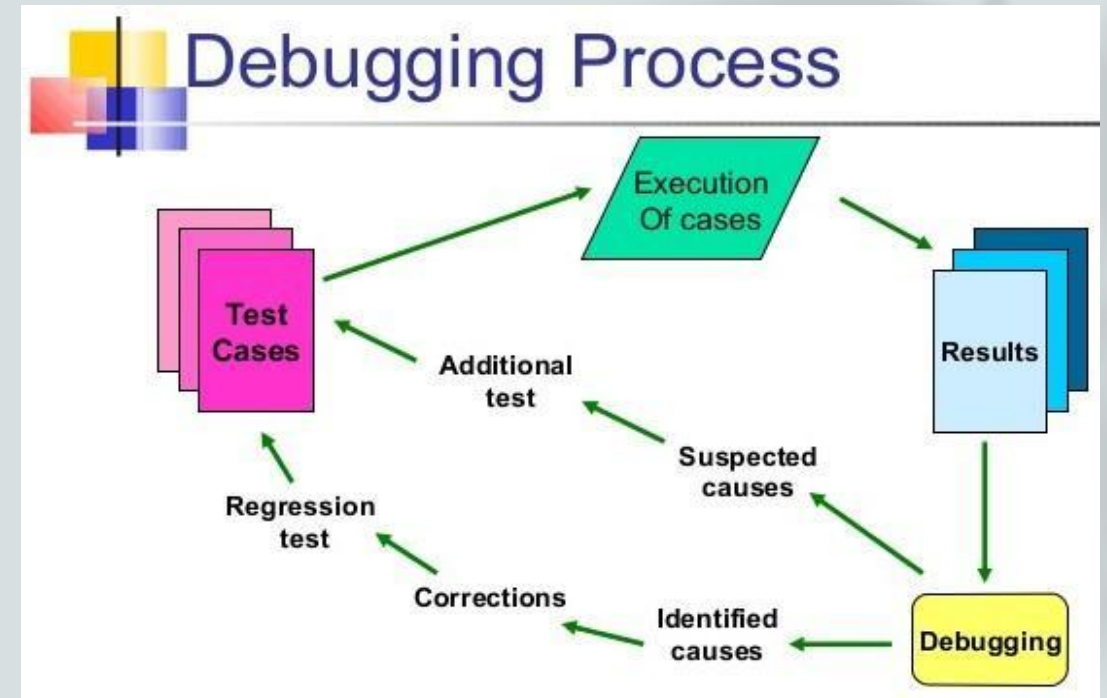 Debugging Process
Execution
Of cases
Test
Cases
Results
Additional
test
Suspected
causes
Regression
test
Corrections
Identified
causes
Debugging